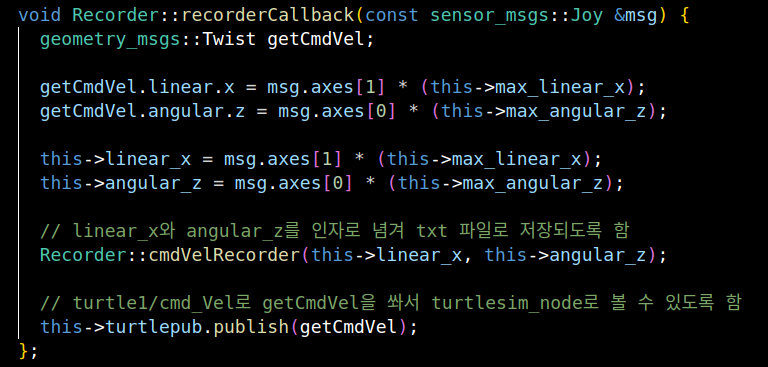 void Recorder::recorderCallback(const sensor_msgs::Joy &msg) {
geometry_msgs::Twist getCmdVel;
getCmdVel.linear.x = msg.axes[1] * (this->max_linear_x);
getCmdVel.angular.z = msg.axes[0] * (this->max_angular_z);
this->linear_x = msg.axes[1] * (this->max_linear_x);
this->angular_z = msg.axes[0] * (this->max_angular_z);
// linear_x와 angular_z를 인자로 넘겨 txt 파일로 저장되도록 함
Recorder::cmdVelRecorder(this->linear_x, this->angular_z);
// turtle1/cmd_Vel로 getCmdVel을 쏴서 turtlesim_node로 볼 수 있도록 함
this->turtlepub.publish(getCmdVel);
};